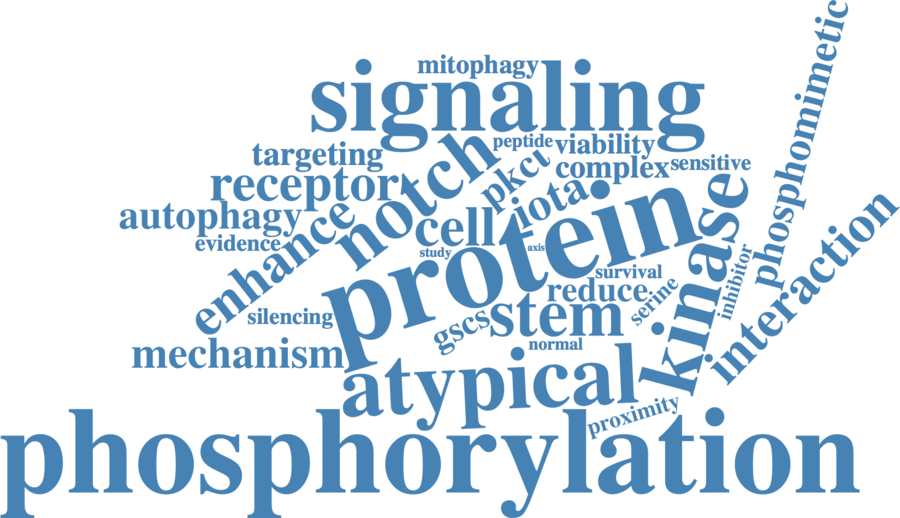 mitophagy
signaling
phosphomimetic
peptide
viability
targeting
notch
pkcι
complex
sensitive
receptor
iota
kinase
autophagy
enhance
cell
protein
interaction
evidence
study
axis
survival
inhibitor
reduce
serine
silencing
gscs
stem
normal
mechanism
atypical
proximity
phosphorylation